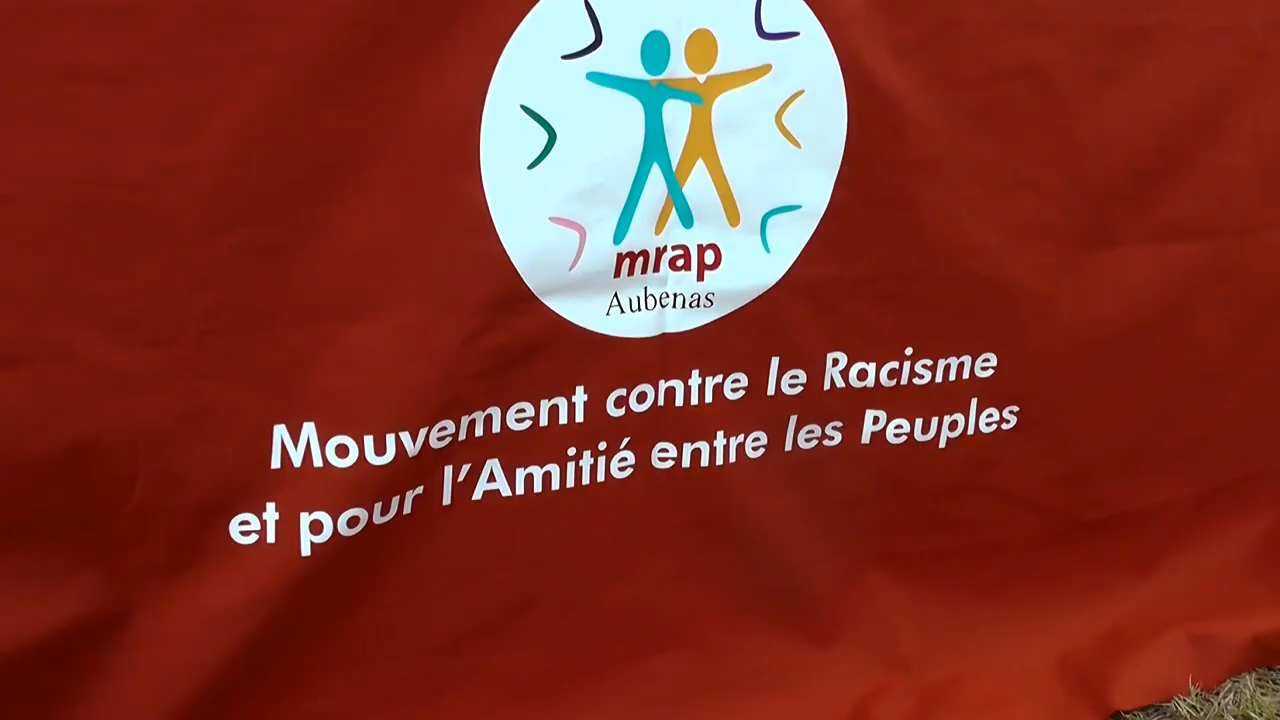 mrap
Aubenas
Mouvement contre le Racisme
et pour l'Amitié entre les Peuples